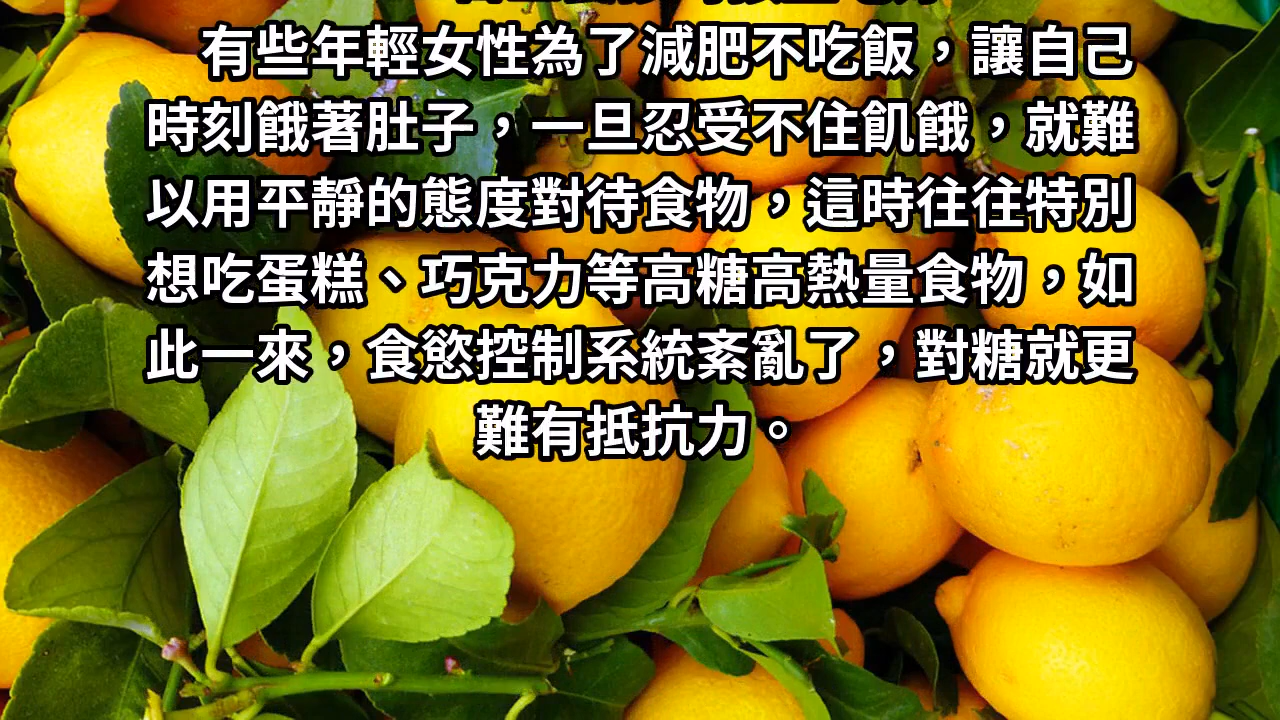 有些年輕女性為了減肥不吃飯，讓自己
時刻餓著肚子，一旦忍受不住飢餓，就難
以用平靜的態度對待食物，這時往往特別
想吃蛋糕、巧克力等高糖高熱量食物，如
此一來，食慾控制系統紊亂了，對糖就更
難有抵抗力。